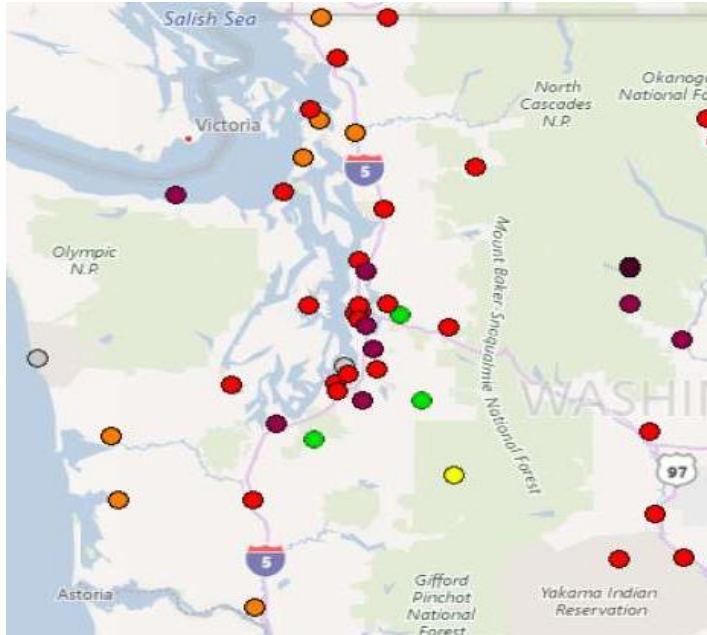 Salish Sea
Victoria
North
Cascades
N.P.
Okanog
National Fo
5
Olympic
N.P.
Mount Baker-Snoqualmie National Forest
WASHI
97
5
Astoria
Gifford
Pinchot
National
Forest
Yakama Indian
Reservation